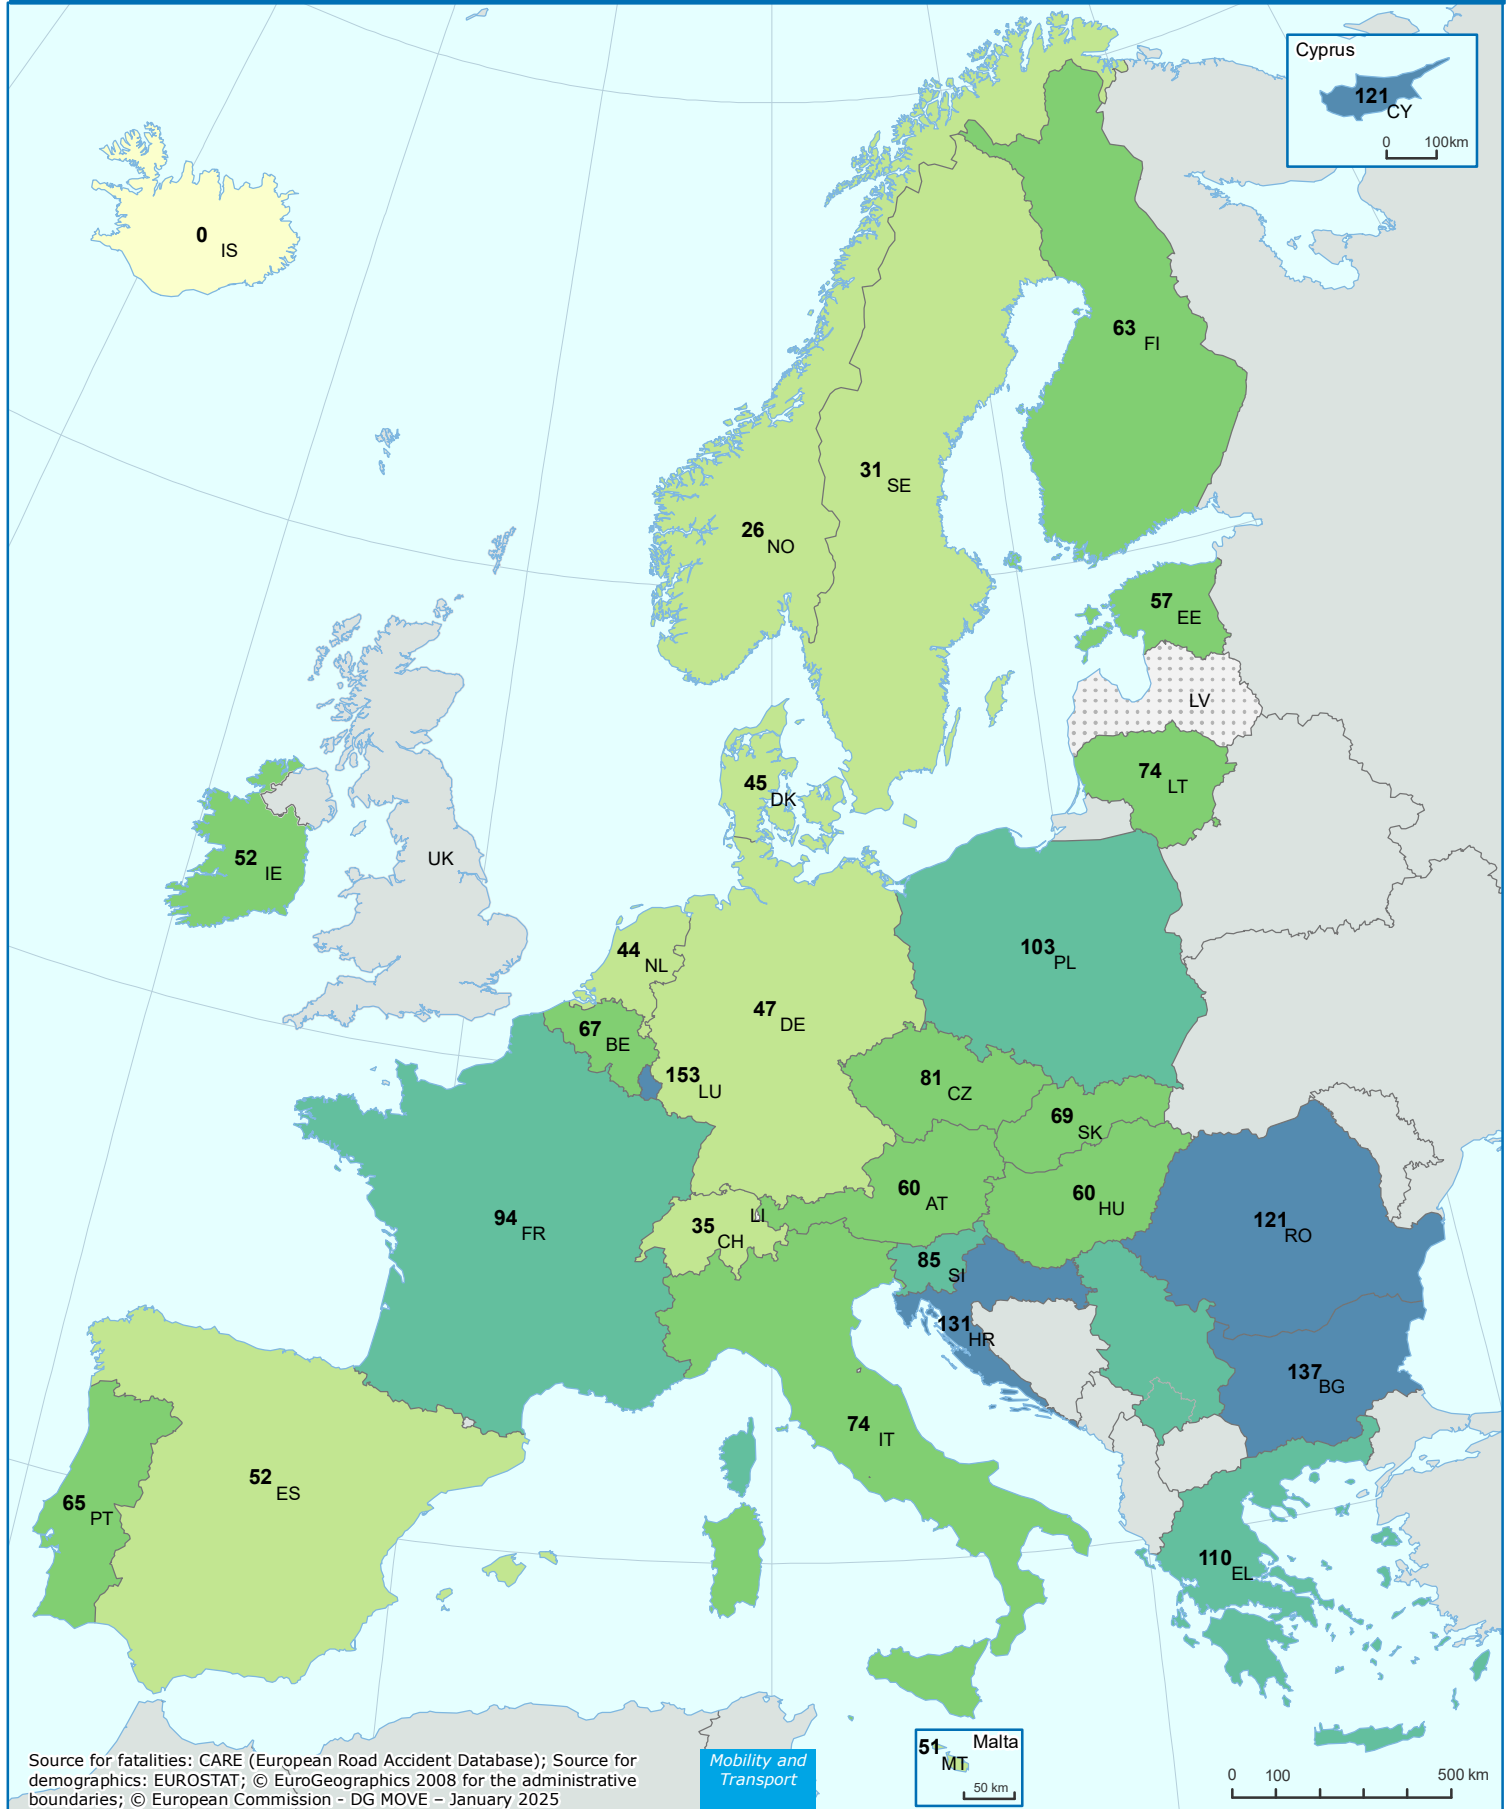 Cyprus
121
CY
0 100km
0
IS
63
FI
31
SE
26
NO
57
EE
LV
45
DK
74
LT
52
IE
UK
44
NL
103
PL
47
DE
67
BE
153
LU
81
CZ
69
SK
60
AT
60
HU
94
FR
LI
35
CH
121
RO
85
SI
131
HR
137
BG
74
IT
52
ES
65
PT
110
EL
51
MT
Malta
50 km
Source for fatalities: CARE (European Road Accident Database); Source for
demographics: EUROSTAT; © EuroGeographics 2008 for the administrative
boundaries; © European Commission - DG MOVE – January 2025
Mobility and
Transport
0 100 500 km